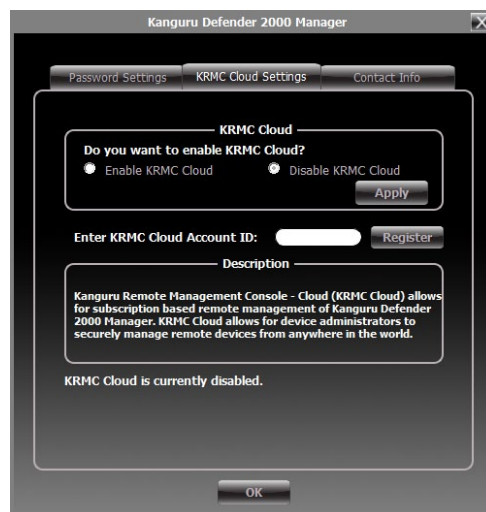 Kanguru Defender 2000 Manager
X
Password Settings
KRMC Cloud Settings
Contact Info
KRMC Cloud
Do you want to enable KRMC Cloud?
Enable KRMC Cloud
Disable KRMC Cloud
Apply
Enter KRMC Cloud Account ID:
Register
Description
Kanguru Remote Management Console - Cloud (KRMC Cloud) allows
for subscription based remote management of Kanguru Defender
2000 Manager. KRMC Cloud allows for device administrators to
securely manage remote devices from anywhere in the world.
KRMC Cloud is currently disabled.
OK